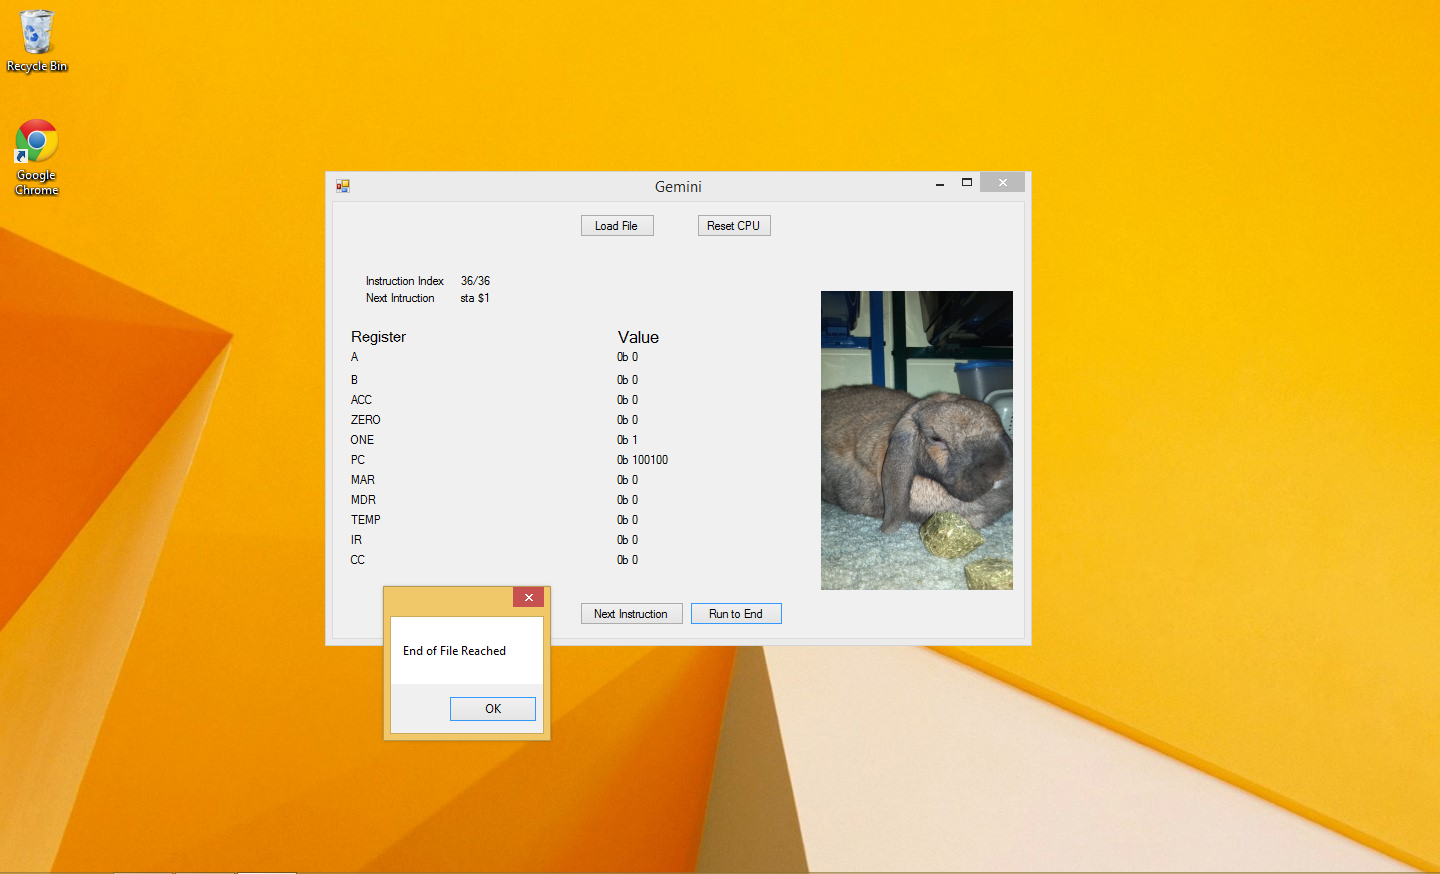 Recycle Bin
Google
Chrome
Gemini
Load File
Reset CPU
Instruction Index 36/36
Next Intruction sta $1
Register Value
A 0b 0
B 0b 0
ACC 0b 0
ZERO 0b 0
ONE 0b 1
PC 0b 100100
MAR 0b 0
MDR 0b 0
TEMP 0b 0
IR 0b 0
CC 0b 0
Next Instruction
Run to End
End of File Reached
OK